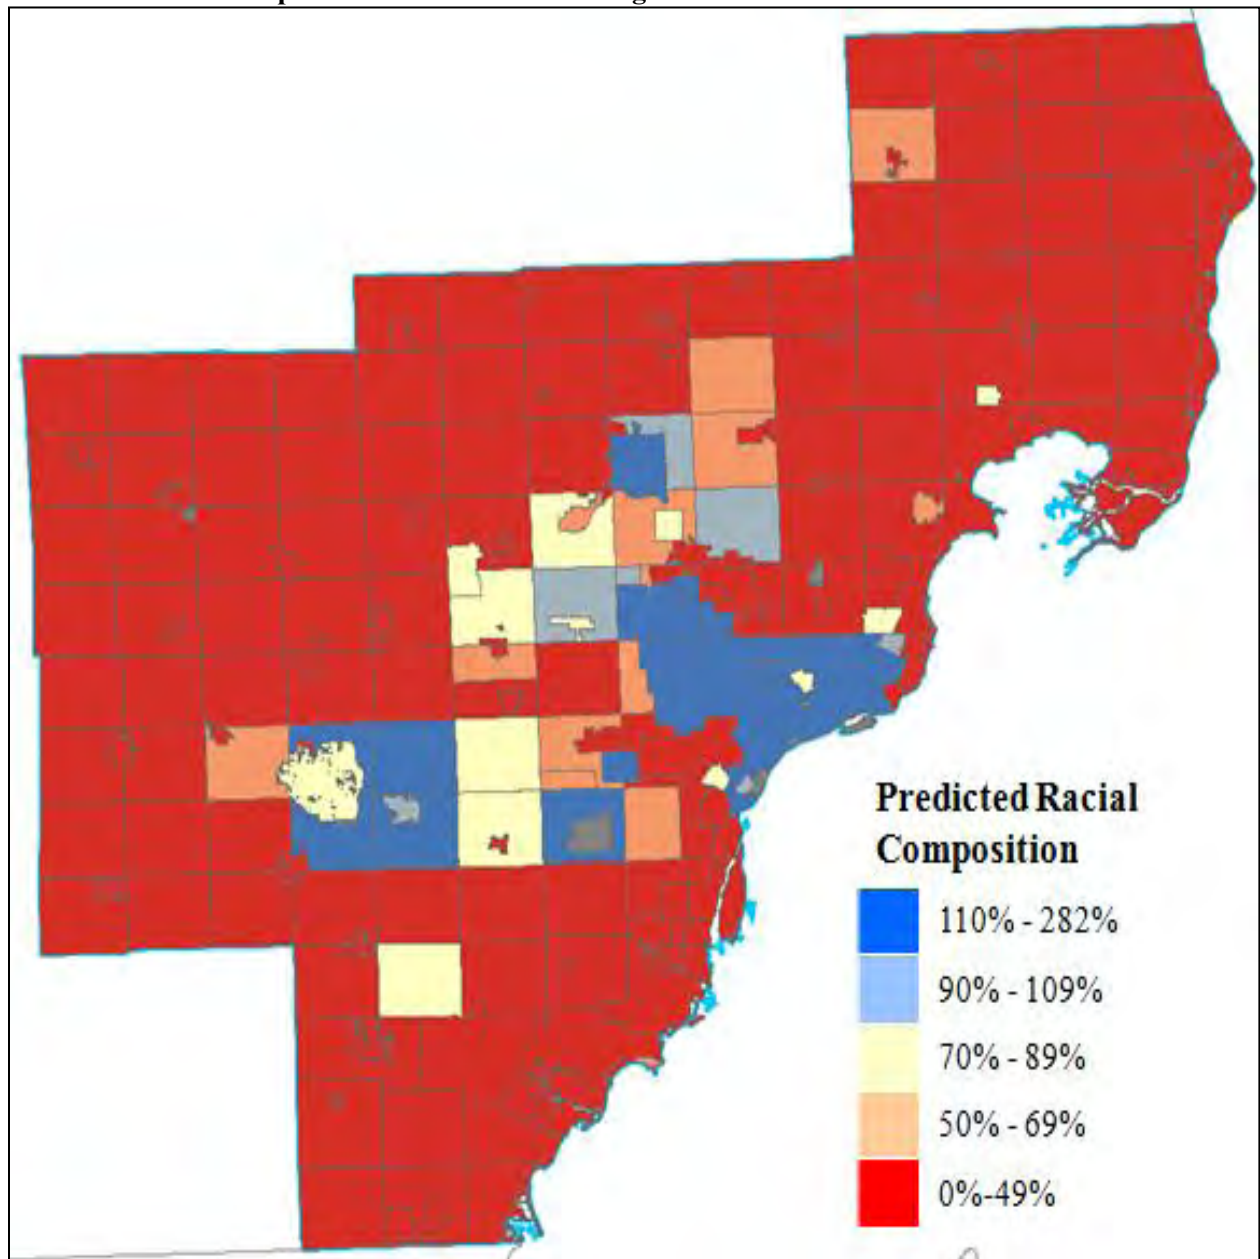 Predicted Racial
Composition
110% - 282%
90% - 109%
70% - 89%
50% - 69%
0%-49%